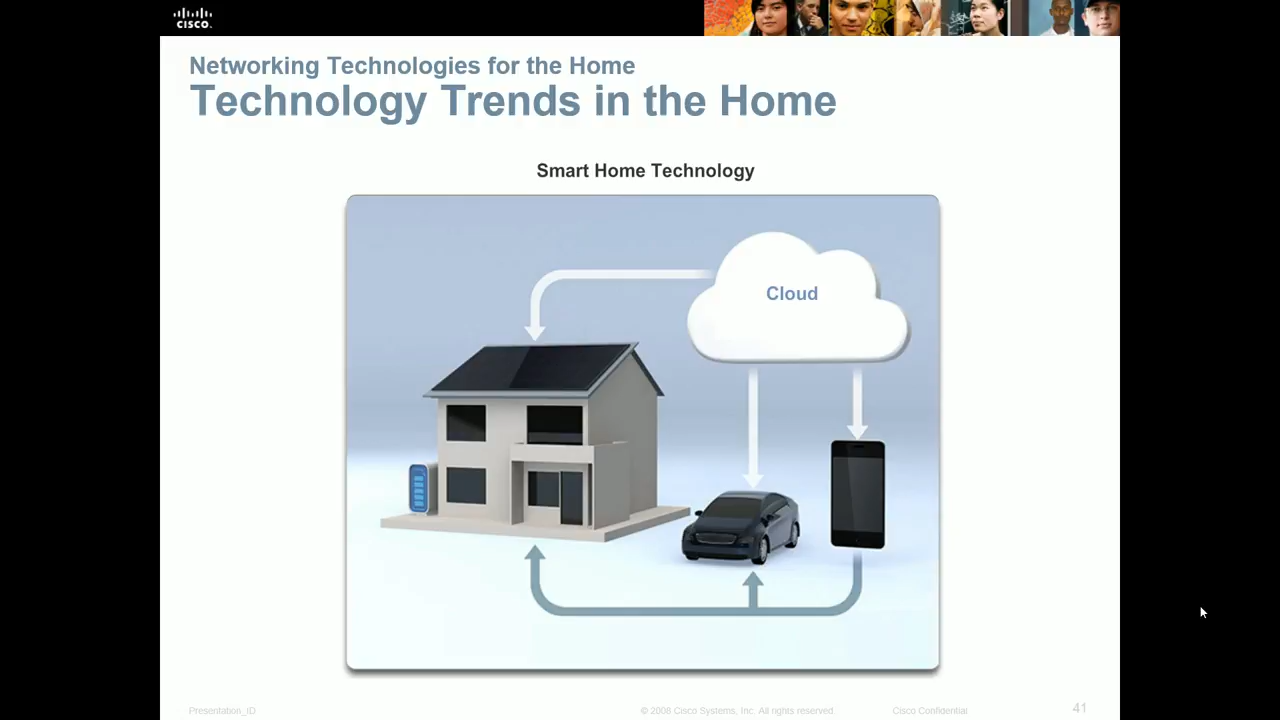 CISCO.
Networking Technologies for the Home
Technology Trends in the Home
Smart Home Technology
Cloud
Presentation_ID
© 2008 Cisco Systems, Inc. All rights reserved.
Cisco Confidential
41